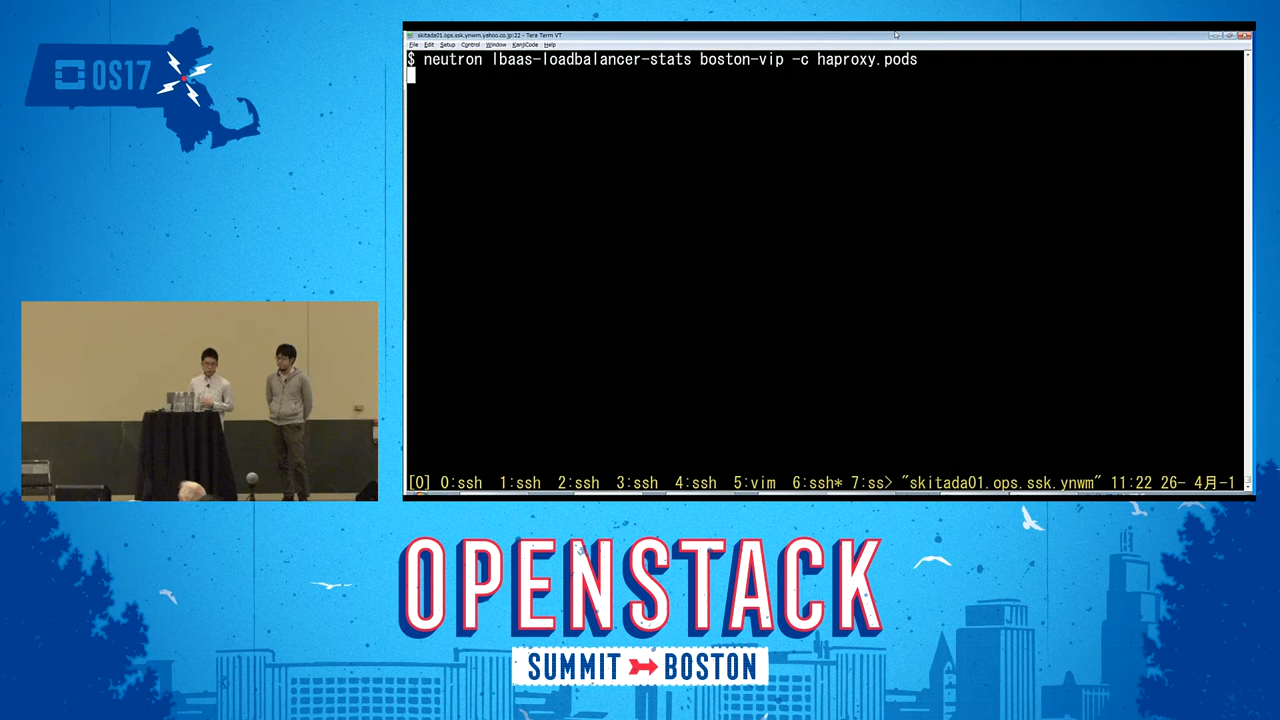 OS17
skitada01.ops.ssk.ynwm.yahoo.co.jp:22 - Tera Term VT
File Edit Setup Control Window KanjiCode Help
$ neutron lbaas-loadbalancer-stats boston-vip -c haproxy.pods
[0] 0:ssh 1:ssh 2:ssh 3:ssh 4:ssh 5:vim 6:ssh* 7:ss> "skitada01.ops.ssk.ynwm" 11:22 26- 4月-1
OPENSTACK
SUMMIT BOSTON